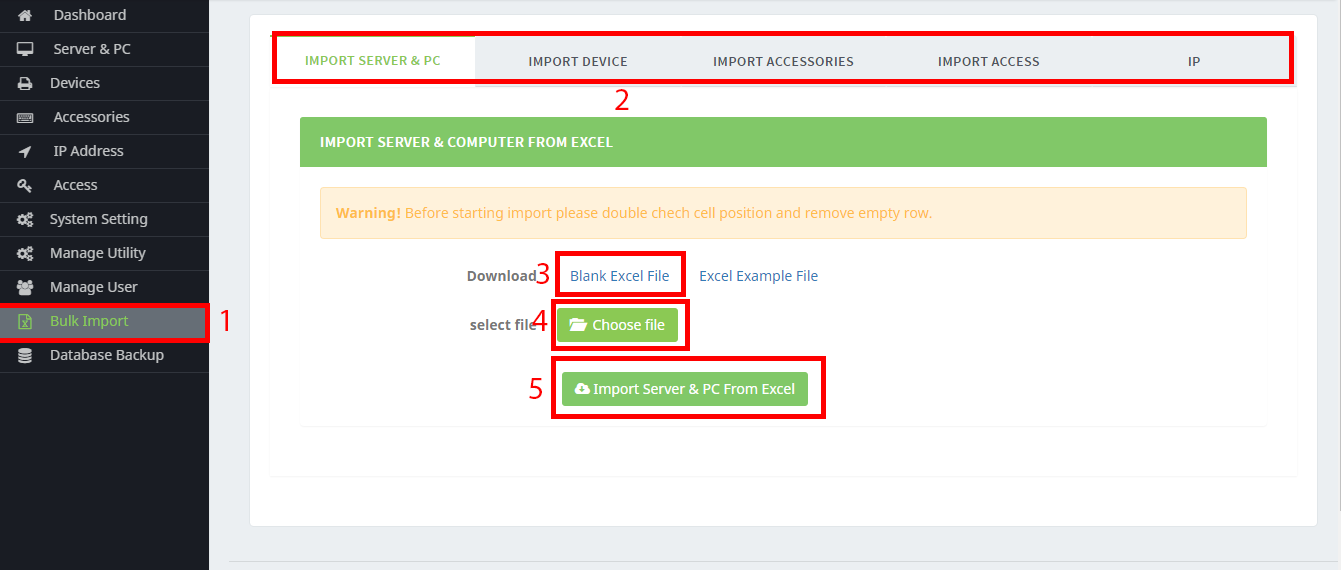 Dashboard
Server & PC
Devices
Accessories
IP Address
Access
System Setting
Manage Utility
Manage User
Bulk Import
1
Database Backup
IMPORT SERVER & PC IMPORT DEVICE IMPORT ACCESSORIES IMPORT ACCESS IP
2
IMPORT SERVER & COMPUTER FROM EXCEL
Warning! Before starting import please double chech cell position and remove empty row.
Download 3 Blank Excel File Excel Example File
select file 4 Choose file
5 Import Server & PC From Excel